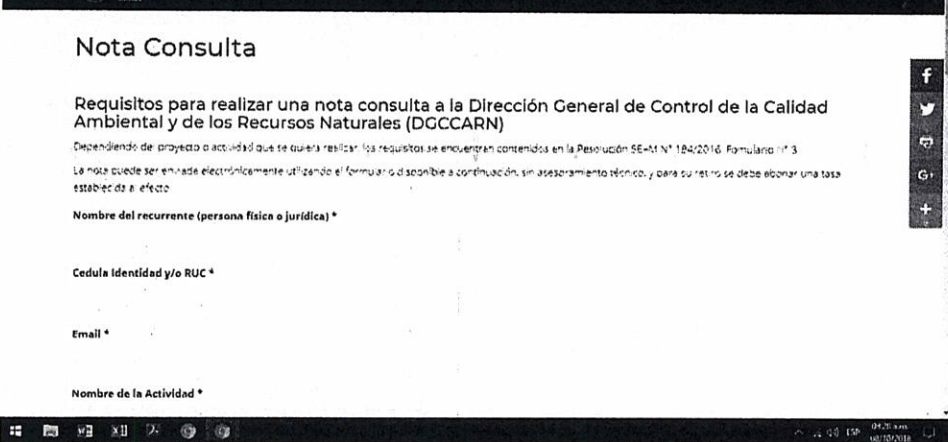 Nota Consulta
Requisitos para realizar una nota consulta a la Dirección General de Control de la Calidad
Ambiental y de los Recursos Naturales (DGCCARN)
Dependiendo del proyecto o actividad que se quiera realizar, los requisitos se encuentran contenidos en la Resolución SEAM N° 184/2016. Formulario N° 3
La nota puede ser enviada electrónicamente utilizando el formulario disponible a continuación, sin asesoramiento técnico, y para su retiro se debe abonar una tasa
establecida al efecto
Nombre del recurrente (persona física o jurídica) *
Cedula Identidad y/o RUC *
Email *
Nombre de la Actividad *
f
G+
+
ESP